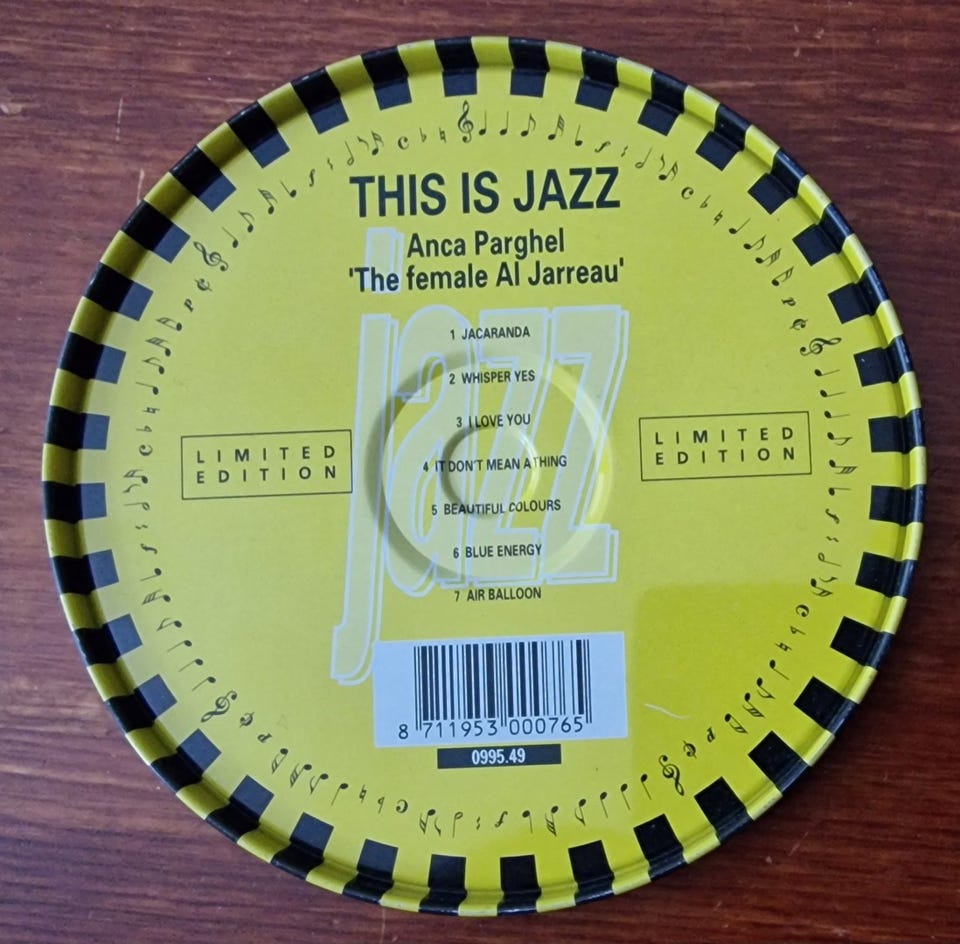 THIS IS JAZZ
Anca Parghel
'The female Al Jarreau'
jazz
1 JACARANDA
2 WHISPER YES
3 I LOVE YOU
LIMITED
EDITION
LIMITED
EDITION
4 IT DON'T MEAN A THING
5 BEAUTIFUL COLOURS
6 BLUE ENERGY
7 AIR BALLOON
8 711953 000765
0995.49